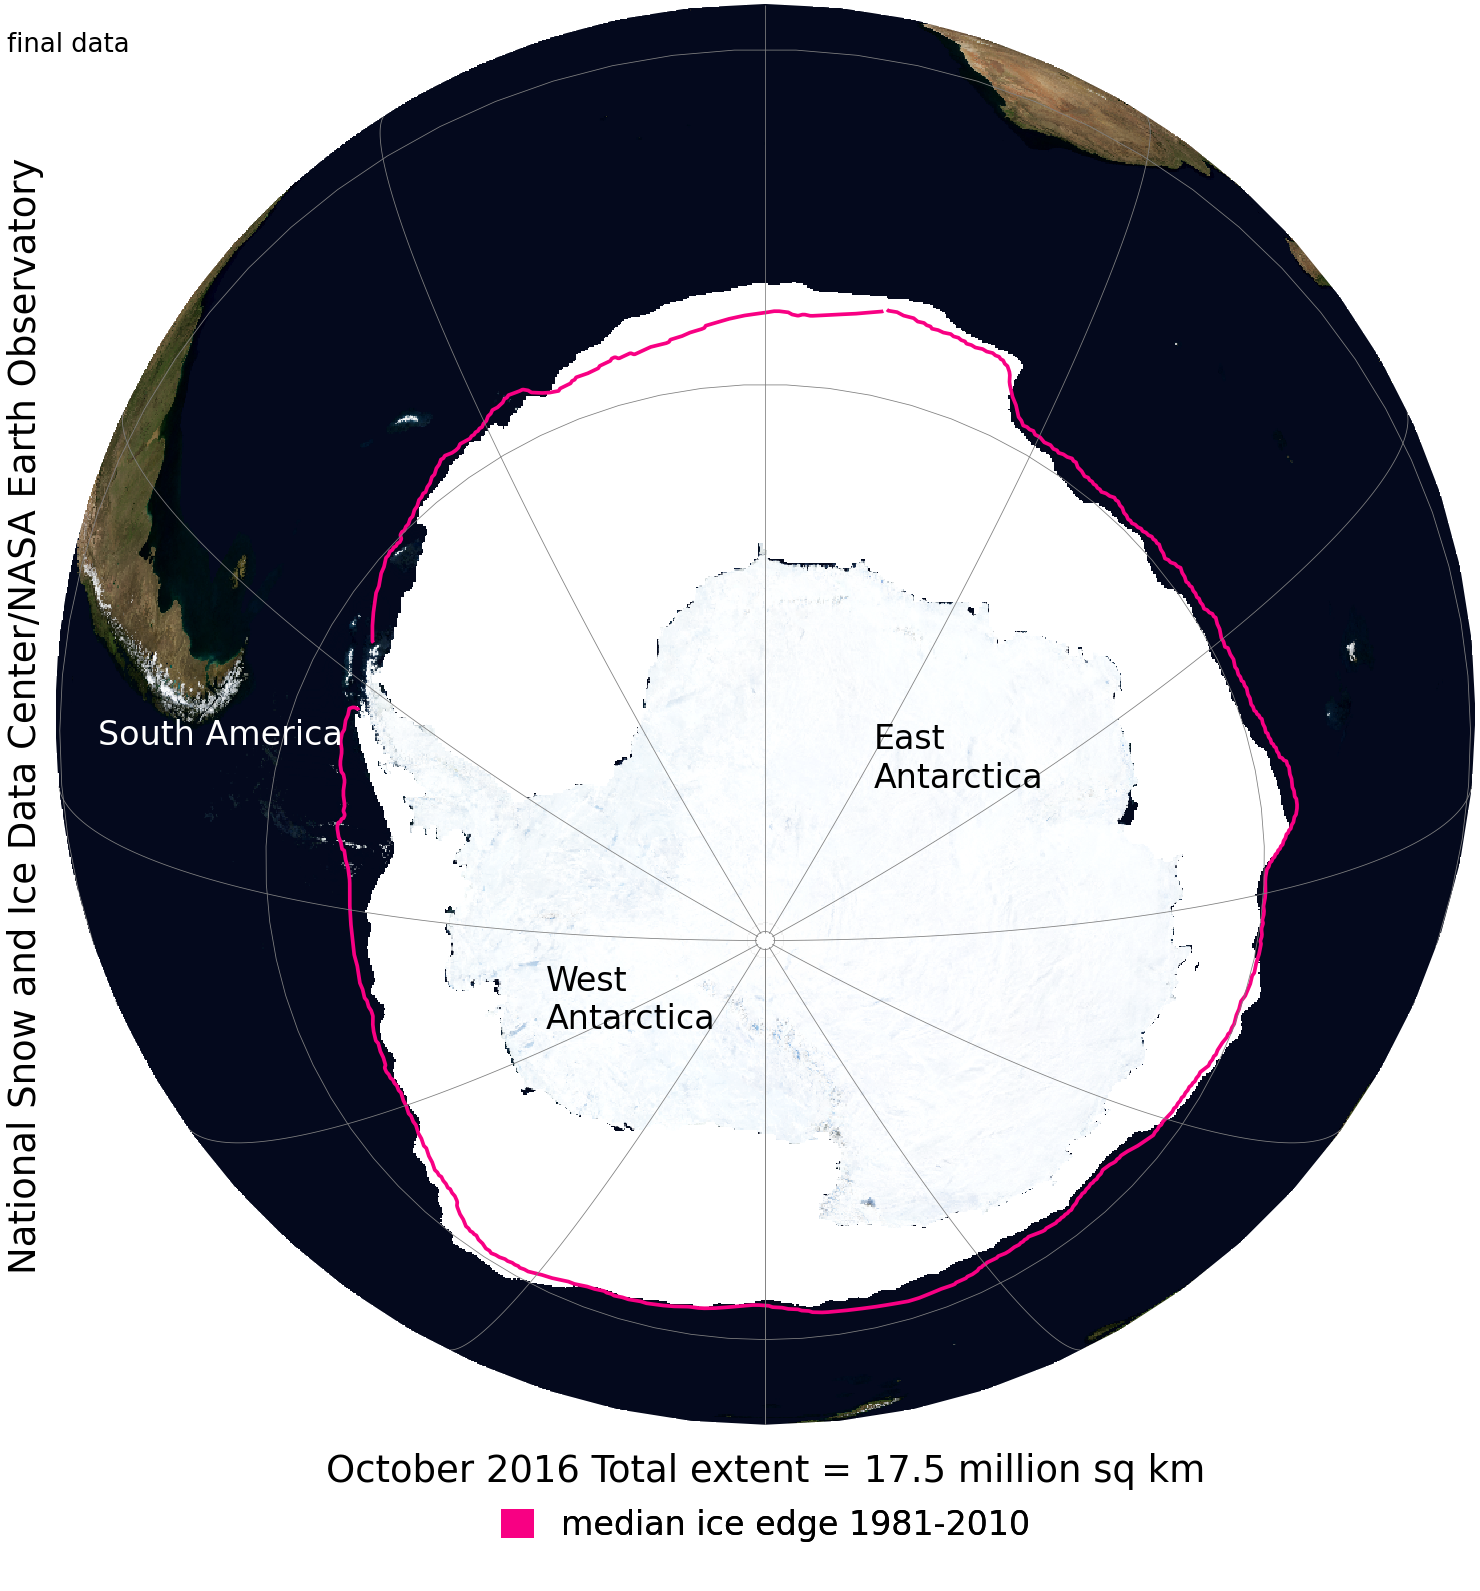 final data
National Snow and Ice Data Center/NASA Earth Observatory
South America
East
Antarctica
West
Antarctica
October 2016 Total extent = 17.5 million sq km
median ice edge 1981-2010